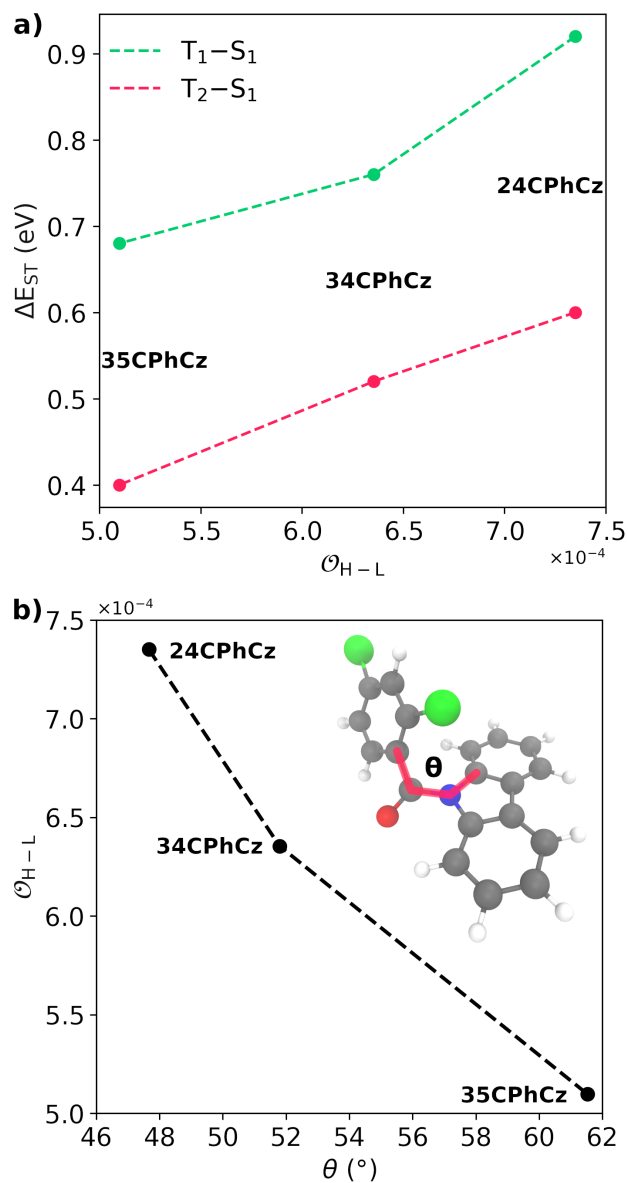 a)
T₁−S₁
T₂−S₁
0.9
0.8
0.7
0.6
0.5
0.4
ΔE_ST (eV)
24CPhCz
34CPhCz
35CPhCz
5.0 5.5 6.0 6.5 7.0 7.5
×10⁻⁴
𝒪_H−L
b)
×10⁻⁴
7.5
7.0
6.5
6.0
5.5
5.0
𝒪_H−L
24CPhCz
θ
34CPhCz
35CPhCz
46 48 50 52 54 56 58 60 62
θ (°)